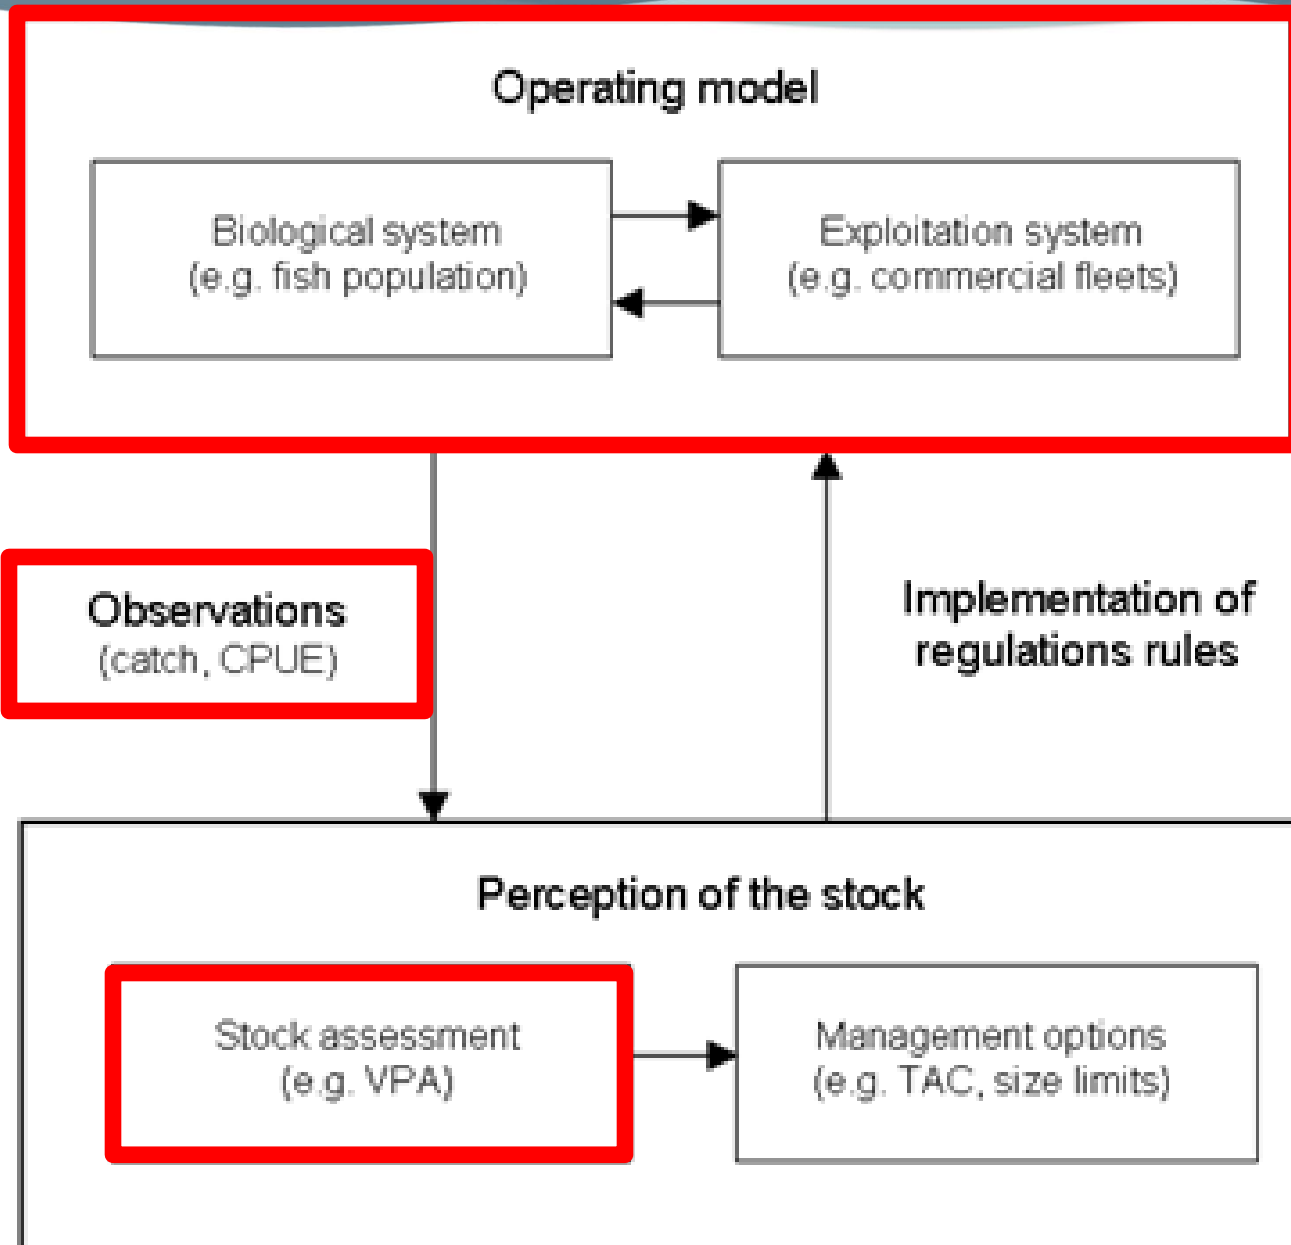 Operating model
Biological system
(e.g. fish population)
Exploitation system
(e.g. commercial fleets)
Observations
(catch, CPUE)
Implementation of
regulations rules
Perception of the stock
Stock assessment
(e.g. VPA)
Management options
(e.g. TAC, size limits)